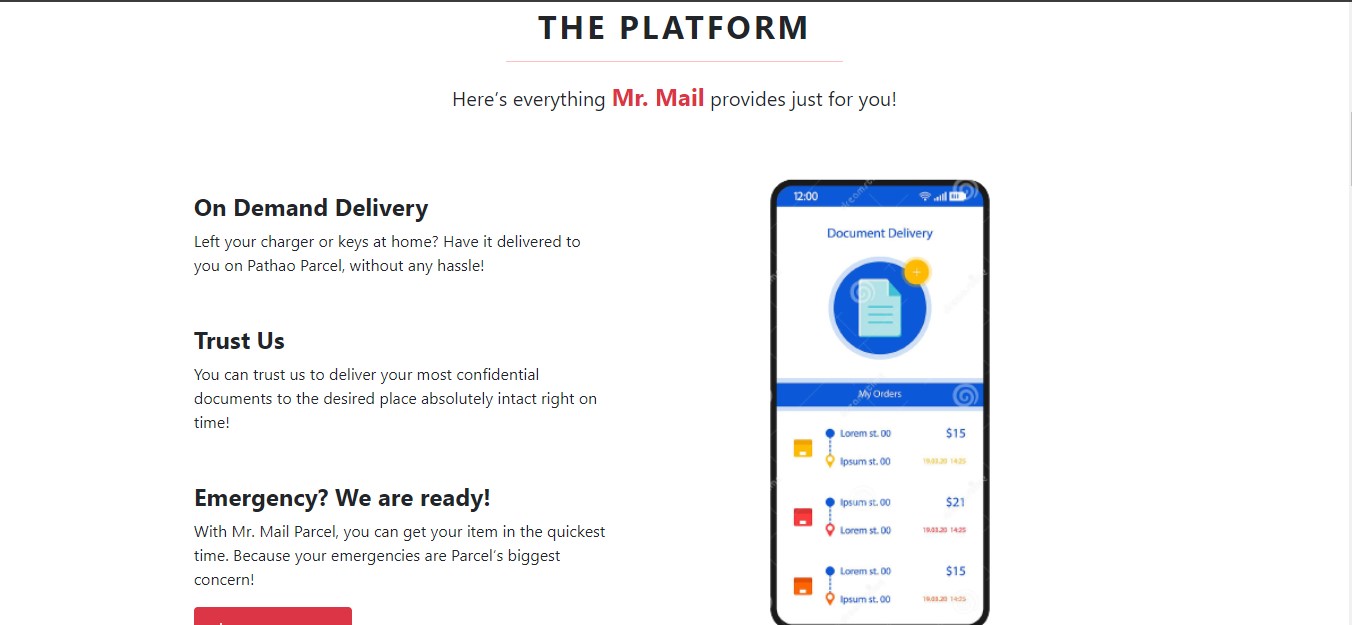 THE PLATFORM
Here’s everything Mr. Mail provides just for you!
On Demand Delivery
Left your charger or keys at home? Have it delivered to
you on Pathao Parcel, without any hassle!
Trust Us
You can trust us to deliver your most confidential
documents to the desired place absolutely intact right on
time!
Emergency? We are ready!
With Mr. Mail Parcel, you can get your item in the quickest
time. Because your emergencies are Parcel’s biggest
concern!
12:00
Document Delivery
My Orders
Lorem st. 00 $15
Ipsum st. 00 19.03.20 14:25
Ipsum st. 00 $21
Lorem st. 00 19.03.20 14:25
Lorem st. 00 $15
Ipsum st. 00 19.03.20 14:25